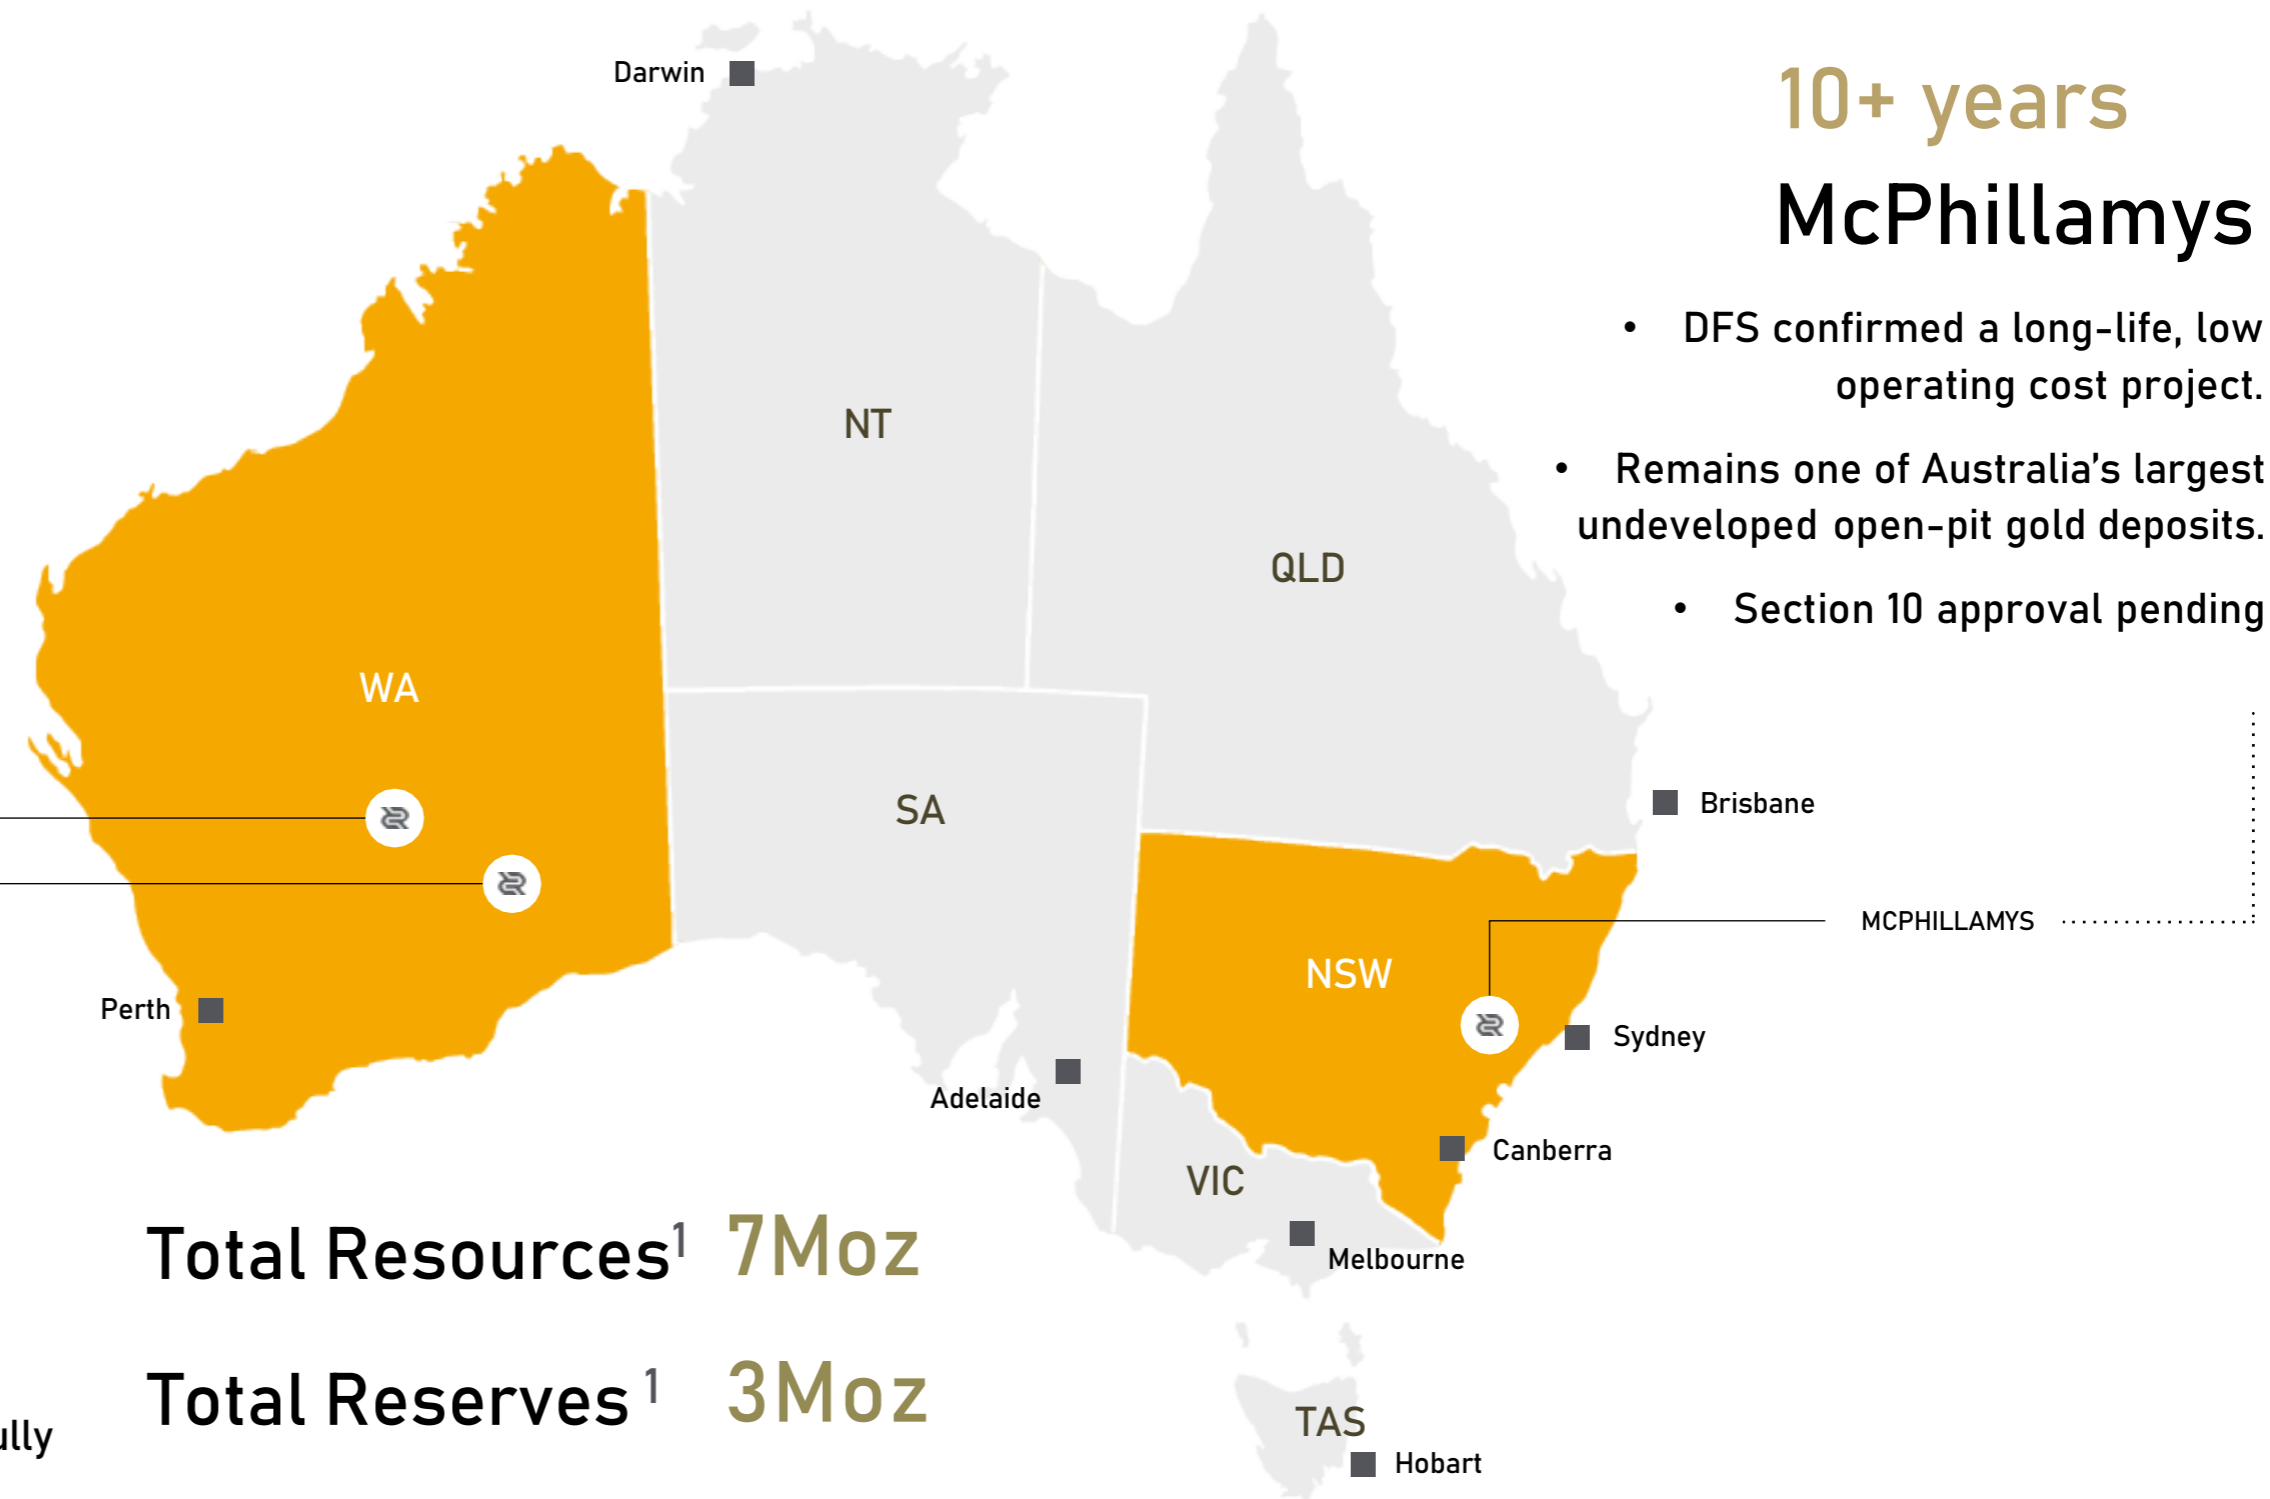 Darwin
10+ years
McPhillamys
• DFS confirmed a long-life, low
operating cost project.
• Remains one of Australia’s largest
undeveloped open-pit gold deposits.
• Section 10 approval pending
NT
QLD
WA
SA
Brisbane
MCPHILLAMYS
NSW
Perth
Sydney
Adelaide
Canberra
VIC
Melbourne
Total Resources¹ 7Moz
Total Reserves ¹ 3Moz
TAS
Hobart